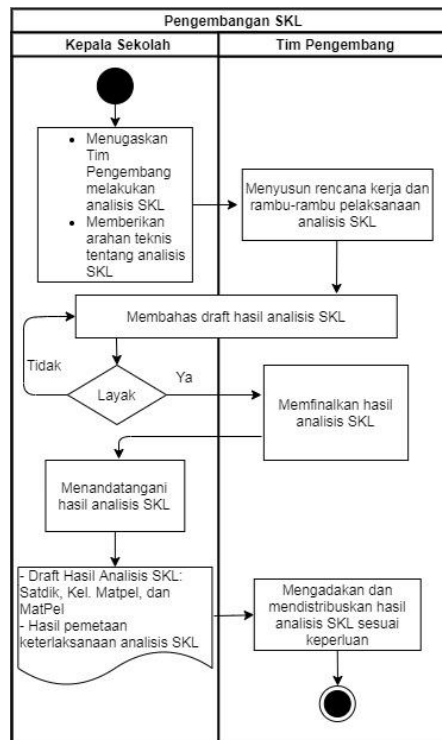 Pengembangan SKL
Kepala Sekolah
Tim Pengembang
• Menugaskan
Tim
Pengembang
melakukan
analisis SKL
• Memberikan
arahan teknis
tentang analisis
SKL
Menyusun rencana kerja dan
rambu-rambu pelaksanaan
analisis SKL
Membahas draft hasil analisis SKL
Tidak
Layak
Ya
Memfinalkan hasil
analisis SKL
Menandatangani
hasil analisis SKL
- Draft Hasil Analisis SKL:
Satdik, Kel. Matpel, dan
MatPel
- Hasil pemetaan
keterlaksanaan analisis SKL
Mengadakan dan
mendistribuskan hasil
analisis SKL sesuai
keperluan